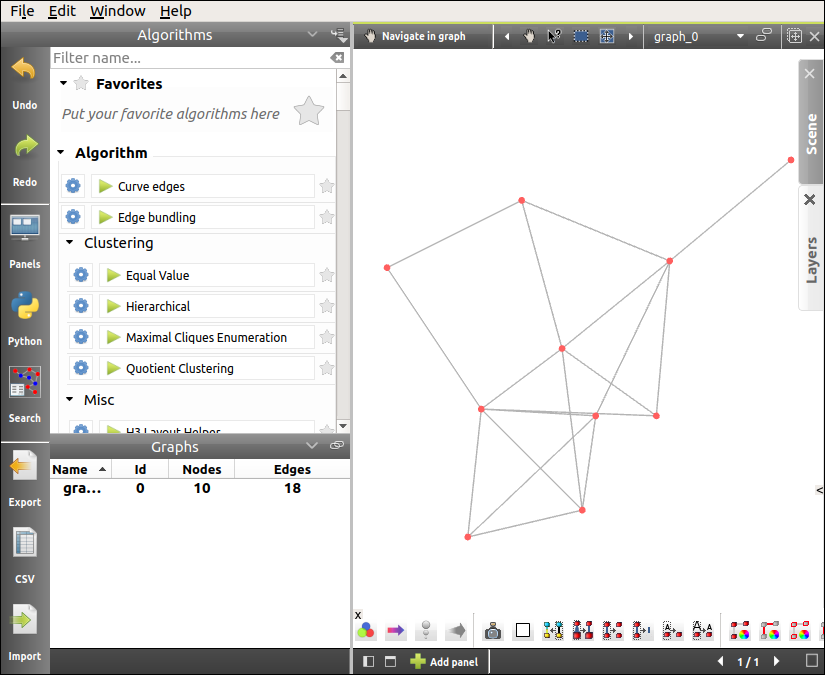 File Edit Window Help
Algorithms
Navigate in graph
graph_0
Filter name...
Undo
Favorites
Put your favorite algorithms here
Redo
Algorithm
Curve edges
Edge bundling
Panels
Clustering
Equal Value
Hierarchical
Python
Maximal Cliques Enumeration
Quotient Clustering
Search
Misc
H3 Layout Helper
Scene
Layers
Graphs
Name Id Nodes Edges
gra... 0 10 18
Export
CSV
Import
x
<
Add panel
1 / 1